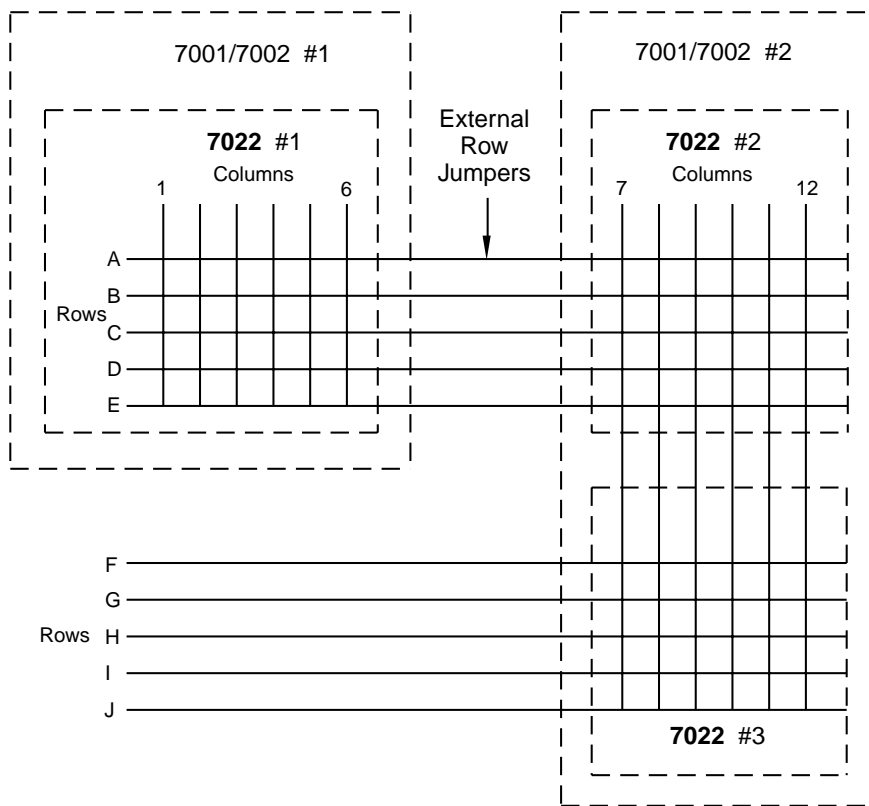 7001/7002 #1
7022 #1
Columns
1 6
A
B
Rows
C
D
E
External
Row
Jumpers
7001/7002 #2
7022 #2
Columns
7 12
F
G
Rows H
I
J
7022 #3